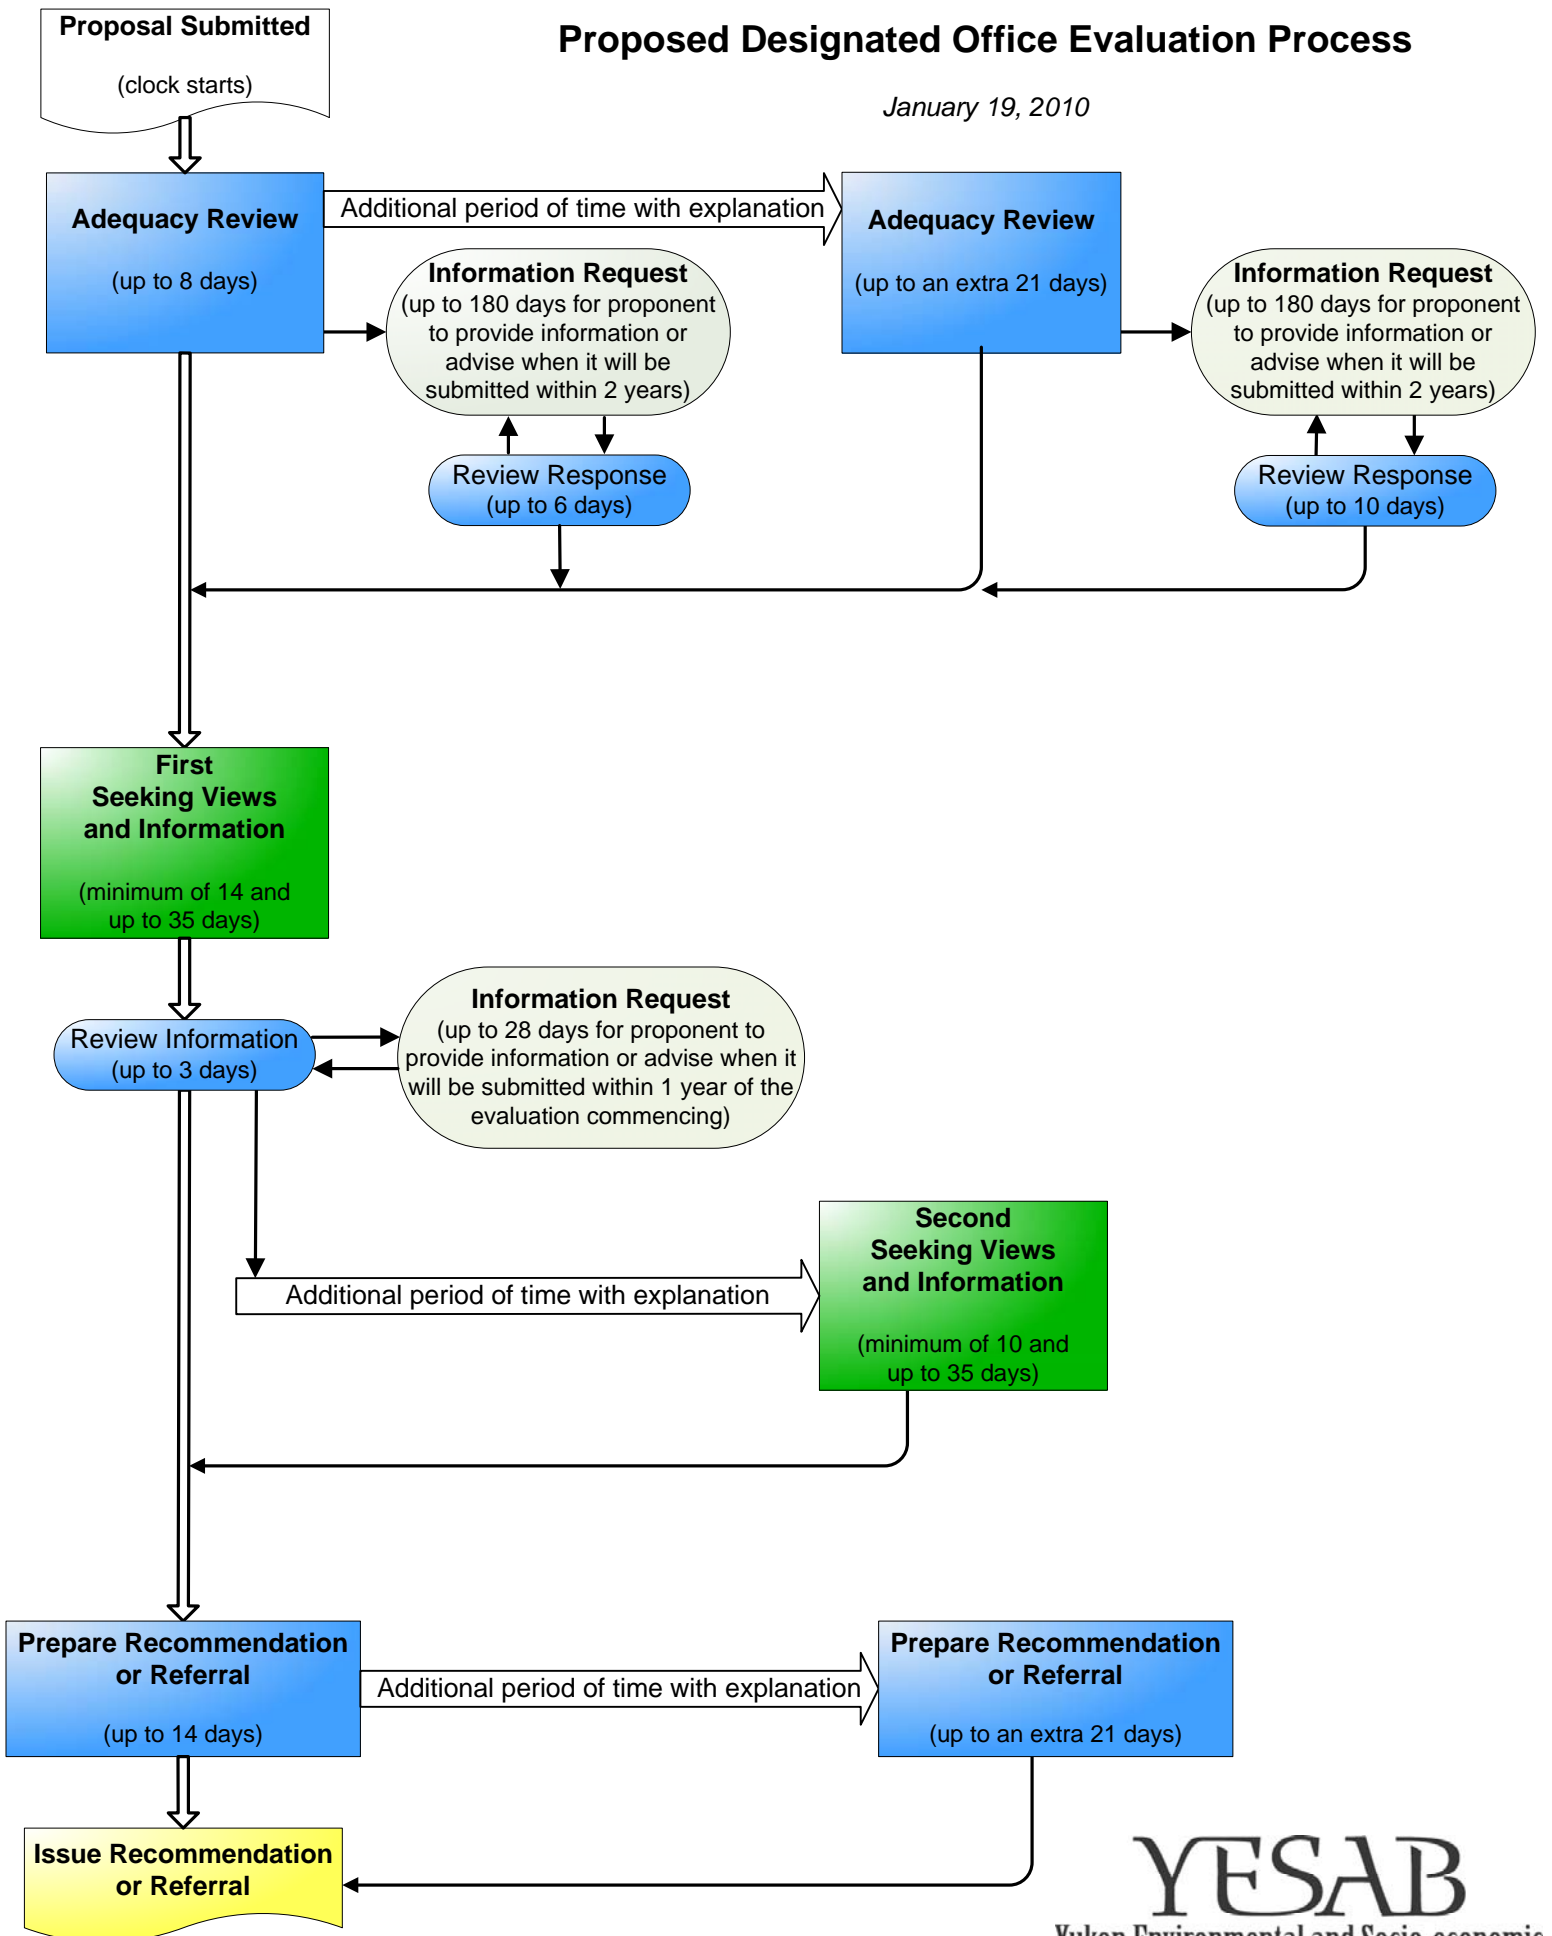 Proposal Submitted
(clock starts)
Proposed Designated Office Evaluation Process
January 19, 2010
Adequacy Review
(up to 8 days)
Additional period of time with explanation
Adequacy Review
(up to an extra 21 days)
Information Request
(up to 180 days for proponent
to provide information or
advise when it will be
submitted within 2 years)
Information Request
(up to 180 days for proponent
to provide information or
advise when it will be
submitted within 2 years)
Review Response
(up to 6 days)
Review Response
(up to 10 days)
First
Seeking Views
and Information
(minimum of 14 and
up to 35 days)
Review Information
(up to 3 days)
Information Request
(up to 28 days for proponent to
provide information or advise when it
will be submitted within 1 year of the
evaluation commencing)
Second
Seeking Views
and Information
(minimum of 10 and
up to 35 days)
Additional period of time with explanation
Prepare Recommendation
or Referral
(up to 14 days)
Additional period of time with explanation
Prepare Recommendation
or Referral
(up to an extra 21 days)
Issue Recommendation
or Referral
YESAB
Yukon Environmental and Socio-economic